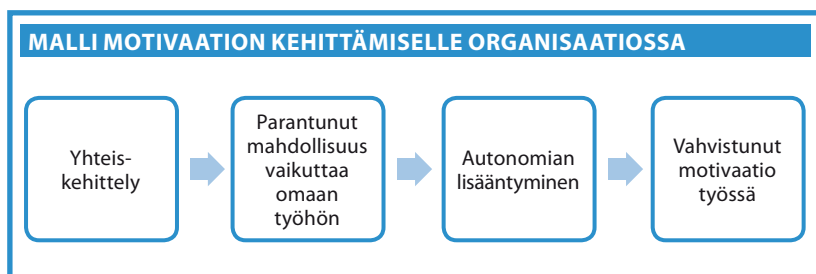 MALLI MOTIVAATION KEHITTÄMISELLE ORGANISAATIOSSA
Yhteis-
kehittely
Parantunut
mahdollisuus
vaikuttaa
omaan
työhön
Autonomian
lisääntyminen
Vahvistunut
motivaatio
työssä